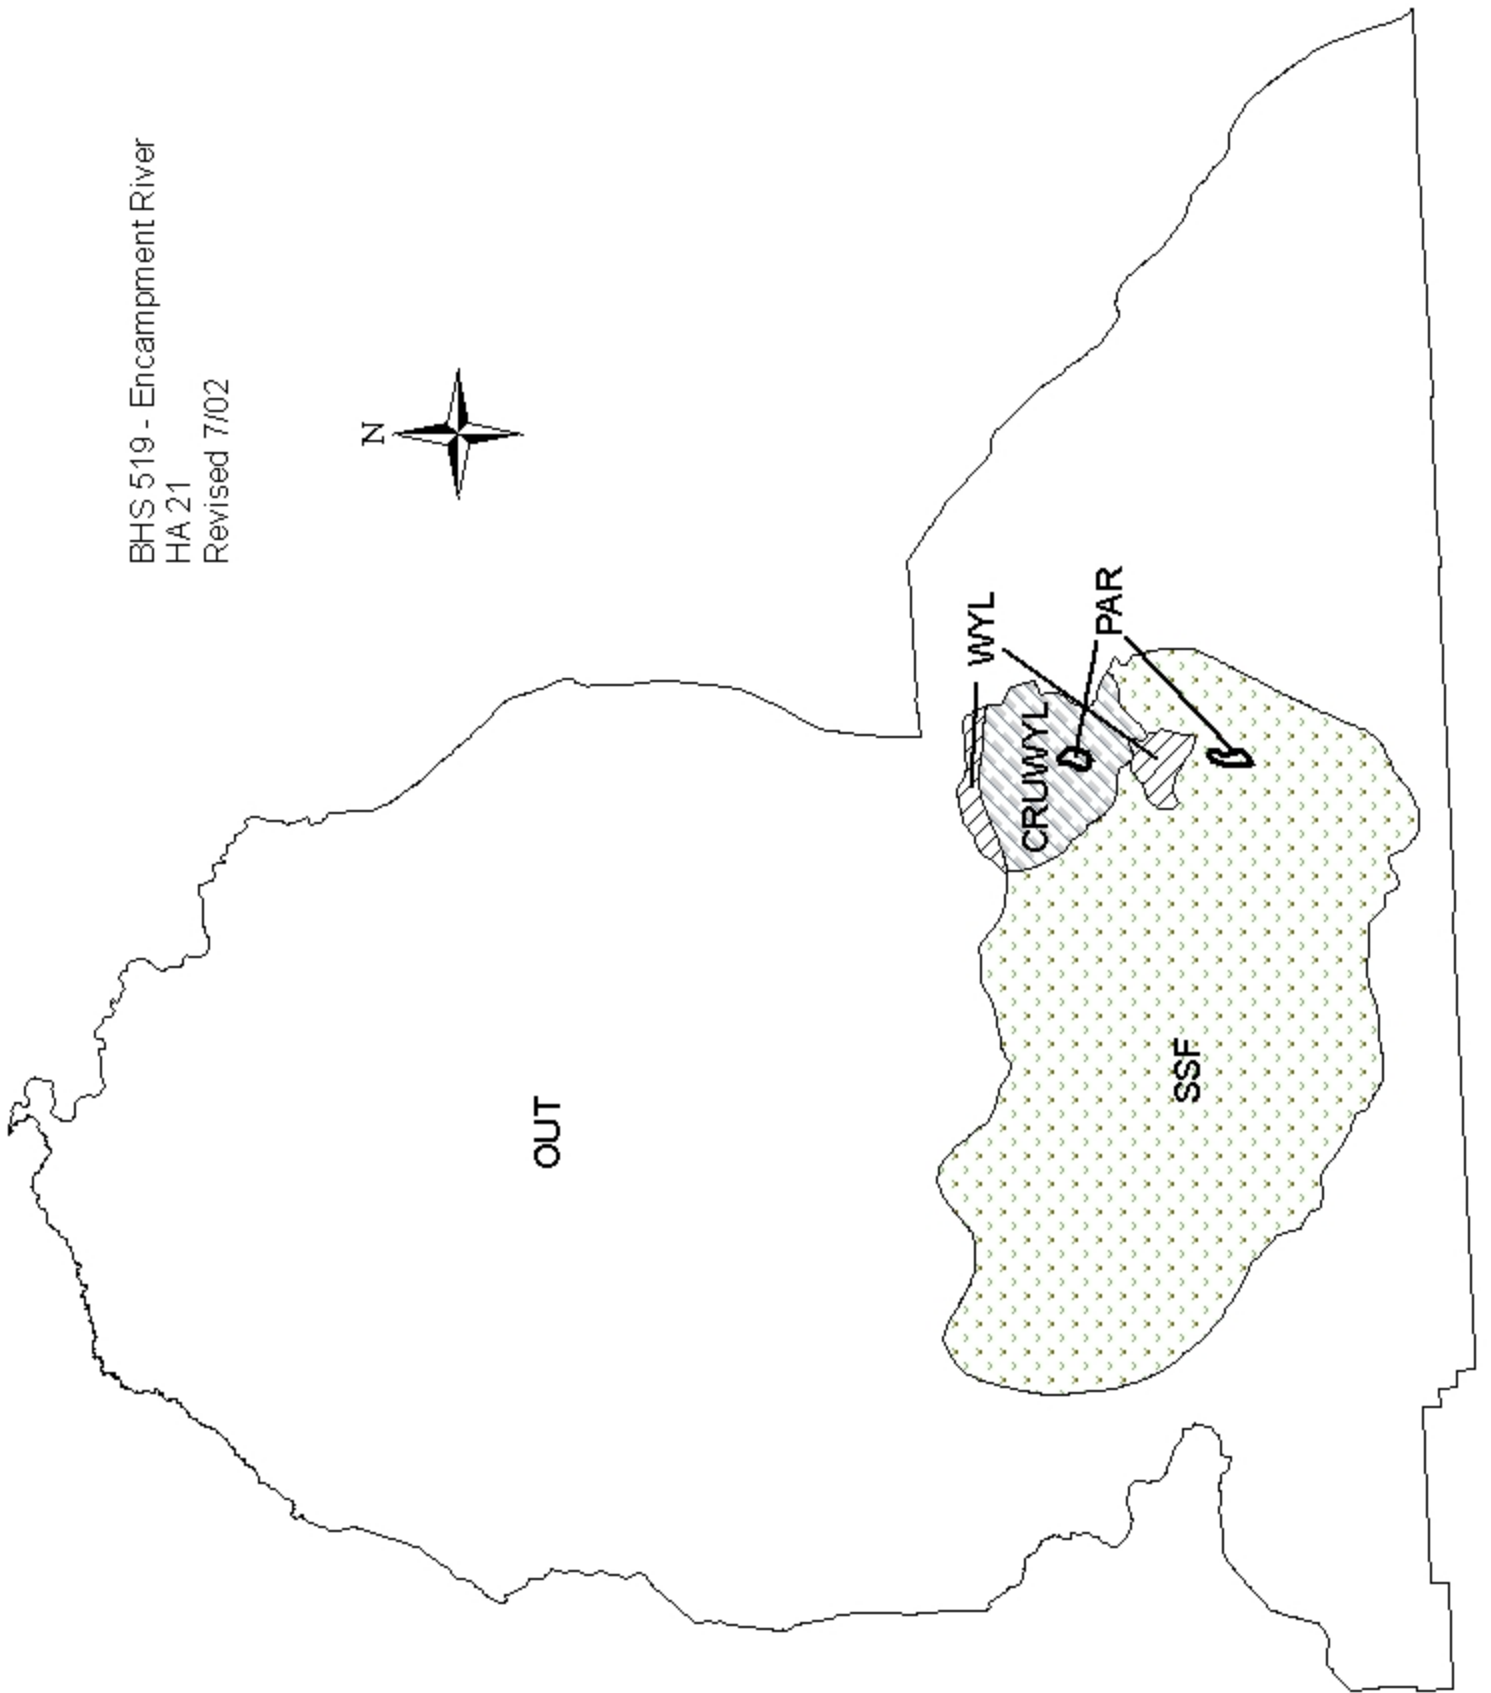 BHS 519 - Encampment River
HA 21
Revised 7/02
N
OUT
WYL
CRUWYL
PAR
SSF